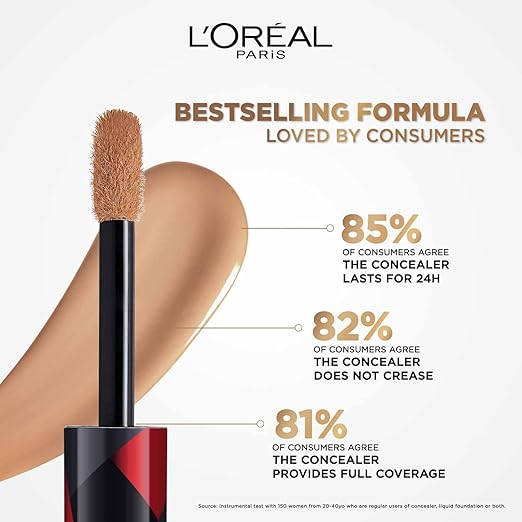 L'ORÉAL
PARIS
BESTSELLING FORMULA
LOVED BY CONSUMERS
85%
OF CONSUMERS AGREE
THE CONCEALER
LASTS FOR 24H
82%
OF CONSUMERS AGREE
THE CONCEALER
DOES NOT CREASE
81%
OF CONSUMERS AGREE
THE CONCEALER
PROVIDES FULL COVERAGE
Source: Instrumental test with 150 women from 20-40yo who are regular users of concealer, liquid foundation or both.